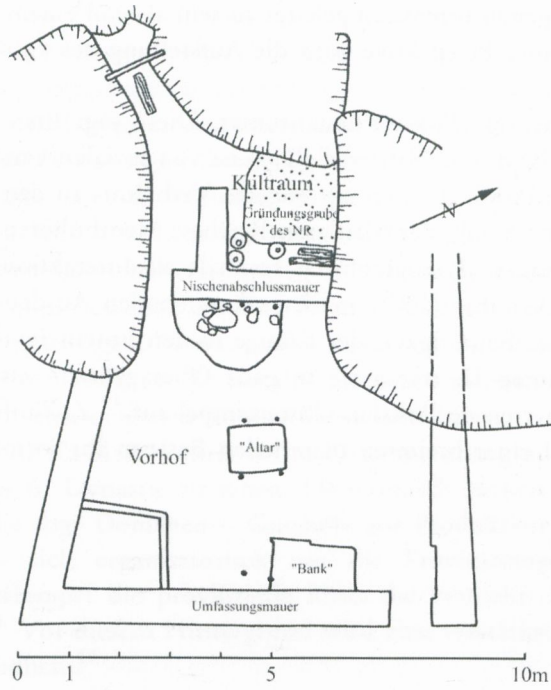 Kultraum
Gründungsgrube
des NR
N
Nischenabschlussmauer
Vorhof
"Altar"
"Bank"
Umfassungsmauer
0 1 5 10m